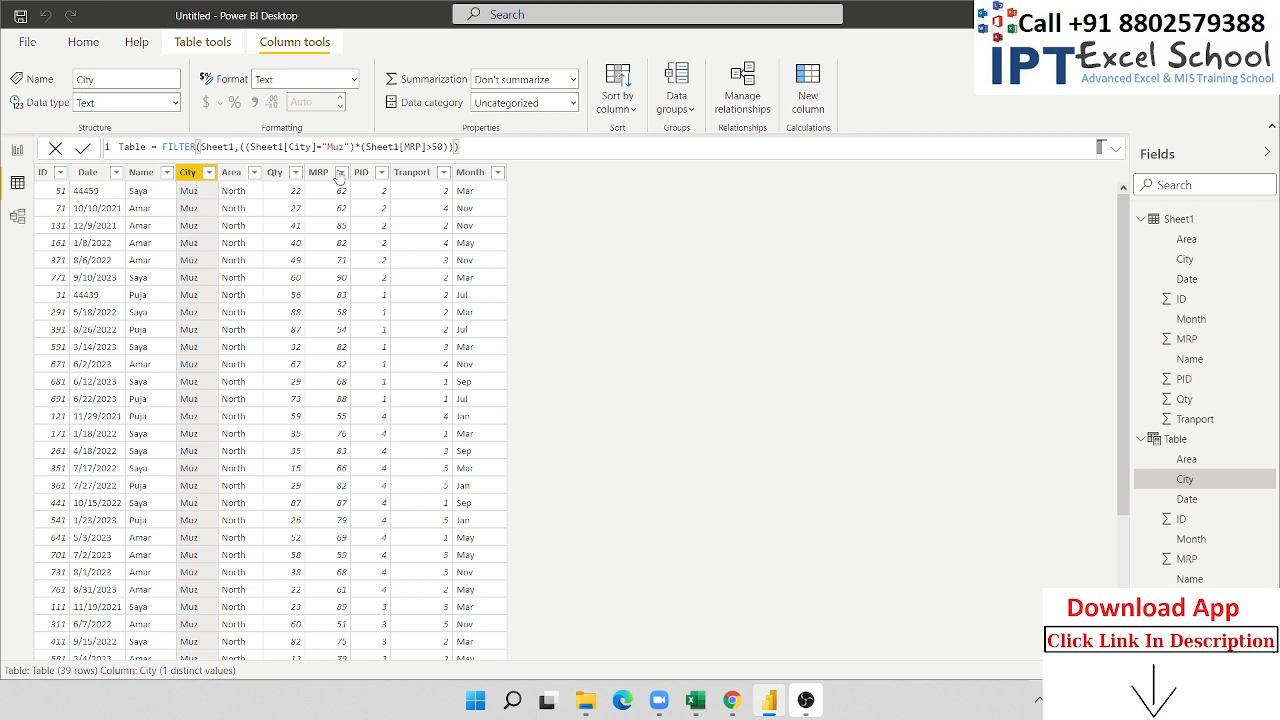 Untitled - Power BI Desktop
Search
Call +91 8802579388
IPT Excel School
Advanced Excel & MIS Training School
File Home Help Table tools Column tools
Name City
Data type Text
Structure
Format Text
$ % Auto
Formatting
Summarization Don't summarize
Data category Uncategorized
Properties
Sort by column
Sort
Data groups
Groups
Manage relationships
Relationships
New column
Calculations
1 Table = FILTER(Sheet1,((Sheet1[City]="Muz")*(Sheet1[MRP]>50)))
ID Date Name City Area Qty MRP PID Tranport Month
51 44459 Saya Muz North 22 62 2 2 Mar
71 10/10/2021 Amar Muz North 27 62 2 4 Nov
131 12/9/2021 Amar Muz North 41 85 2 2 Nov
161 1/8/2022 Amar Muz North 40 82 2 4 May
371 8/6/2022 Amar Muz North 49 71 2 3 Nov
771 9/10/2023 Saya Muz North 60 90 2 2 Mar
31 44439 Puja Muz North 56 83 1 2 Jul
291 5/18/2022 Saya Muz North 88 58 1 2 Mar
391 8/26/2022 Puja Muz North 87 54 1 2 Jul
591 3/14/2023 Saya Muz North 32 82 1 3 Mar
671 6/2/2023 Amar Muz North 67 82 1 4 Nov
681 6/12/2023 Saya Muz North 29 68 1 1 Sep
691 6/22/2023 Puja Muz North 73 88 1 1 Jul
121 11/29/2021 Puja Muz North 59 55 4 4 Jan
171 1/18/2022 Saya Muz North 35 76 4 1 Mar
261 4/18/2022 Saya Muz North 35 83 4 3 Sep
351 7/17/2022 Saya Muz North 15 66 4 5 Mar
361 7/27/2022 Puja Muz North 29 82 4 5 Jan
441 10/15/2022 Saya Muz North 87 87 4 1 Sep
541 1/23/2023 Puja Muz North 26 79 4 5 Jan
641 5/3/2023 Amar Muz North 52 69 4 1 May
701 7/2/2023 Amar Muz North 58 59 4 5 May
731 8/1/2023 Amar Muz North 38 68 4 5 Nov
761 8/31/2023 Amar Muz North 22 61 4 2 May
111 11/19/2021 Saya Muz North 23 89 3 5 Mar
311 6/7/2022 Amar Muz North 60 51 3 5 Nov
411 9/15/2022 Saya Muz North 82 75 3 2 Mar
581 3/4/2023 Amar Muz North 13 79 3 2 May
Table: Table (39 rows) Column: City (1 distinct values)
Fields
Search
Sheet1
Area
City
Date
ID
Month
MRP
Name
PID
Qty
Tranport
Table
Area
City
Date
ID
Month
MRP
Name
Download App
Click Link In Description